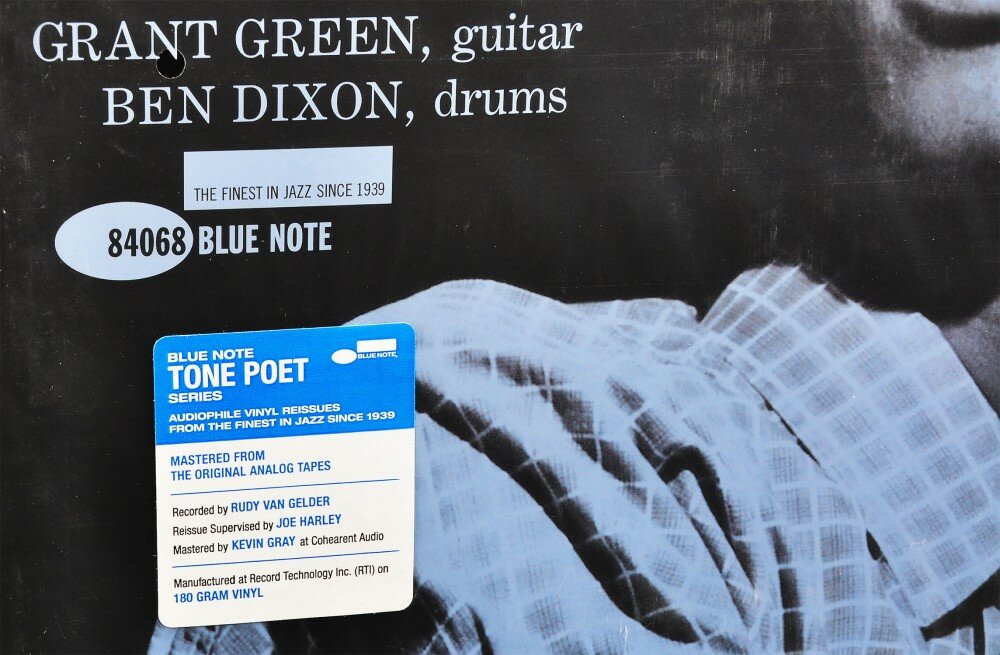 GRANT GREEN, guitar
BEN DIXON, drums
THE FINEST IN JAZZ SINCE 1939
84068 BLUE NOTE
BLUE NOTE
TONE POET
SERIES
BLUE NOTE
AUDIOPHILE VINYL REISSUES
FROM THE FINEST IN JAZZ SINCE 1939
MASTERED FROM
THE ORIGINAL ANALOG TAPES
Recorded by RUDY VAN GELDER
Reissue Supervised by JOE HARLEY
Mastered by KEVIN GRAY at Cohearent Audio
Manufactured at Record Technology Inc. (RTI) on
180 GRAM VINYL